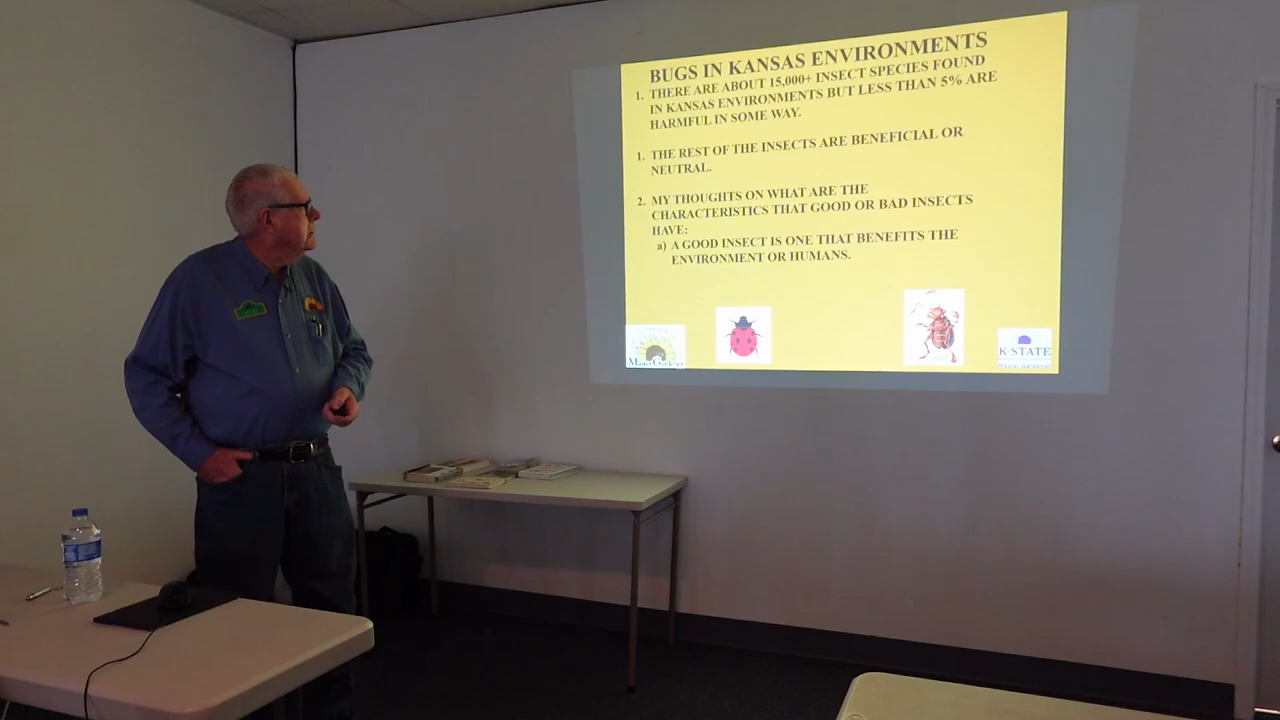 BUGS IN KANSAS ENVIRONMENTS
1. THERE ARE ABOUT 15,000+ INSECT SPECIES FOUND
IN KANSAS ENVIRONMENTS BUT LESS THAN 5% ARE
HARMFUL IN SOME WAY.
1. THE REST OF THE INSECTS ARE BENEFICIAL OR
NEUTRAL.
2. MY THOUGHTS ON WHAT ARE THE
CHARACTERISTICS THAT GOOD OR BAD INSECTS
HAVE:
a) A GOOD INSECT IS ONE THAT BENEFITS THE
ENVIRONMENT OR HUMANS.
Master Gardener
K-STATE
Master Gardener